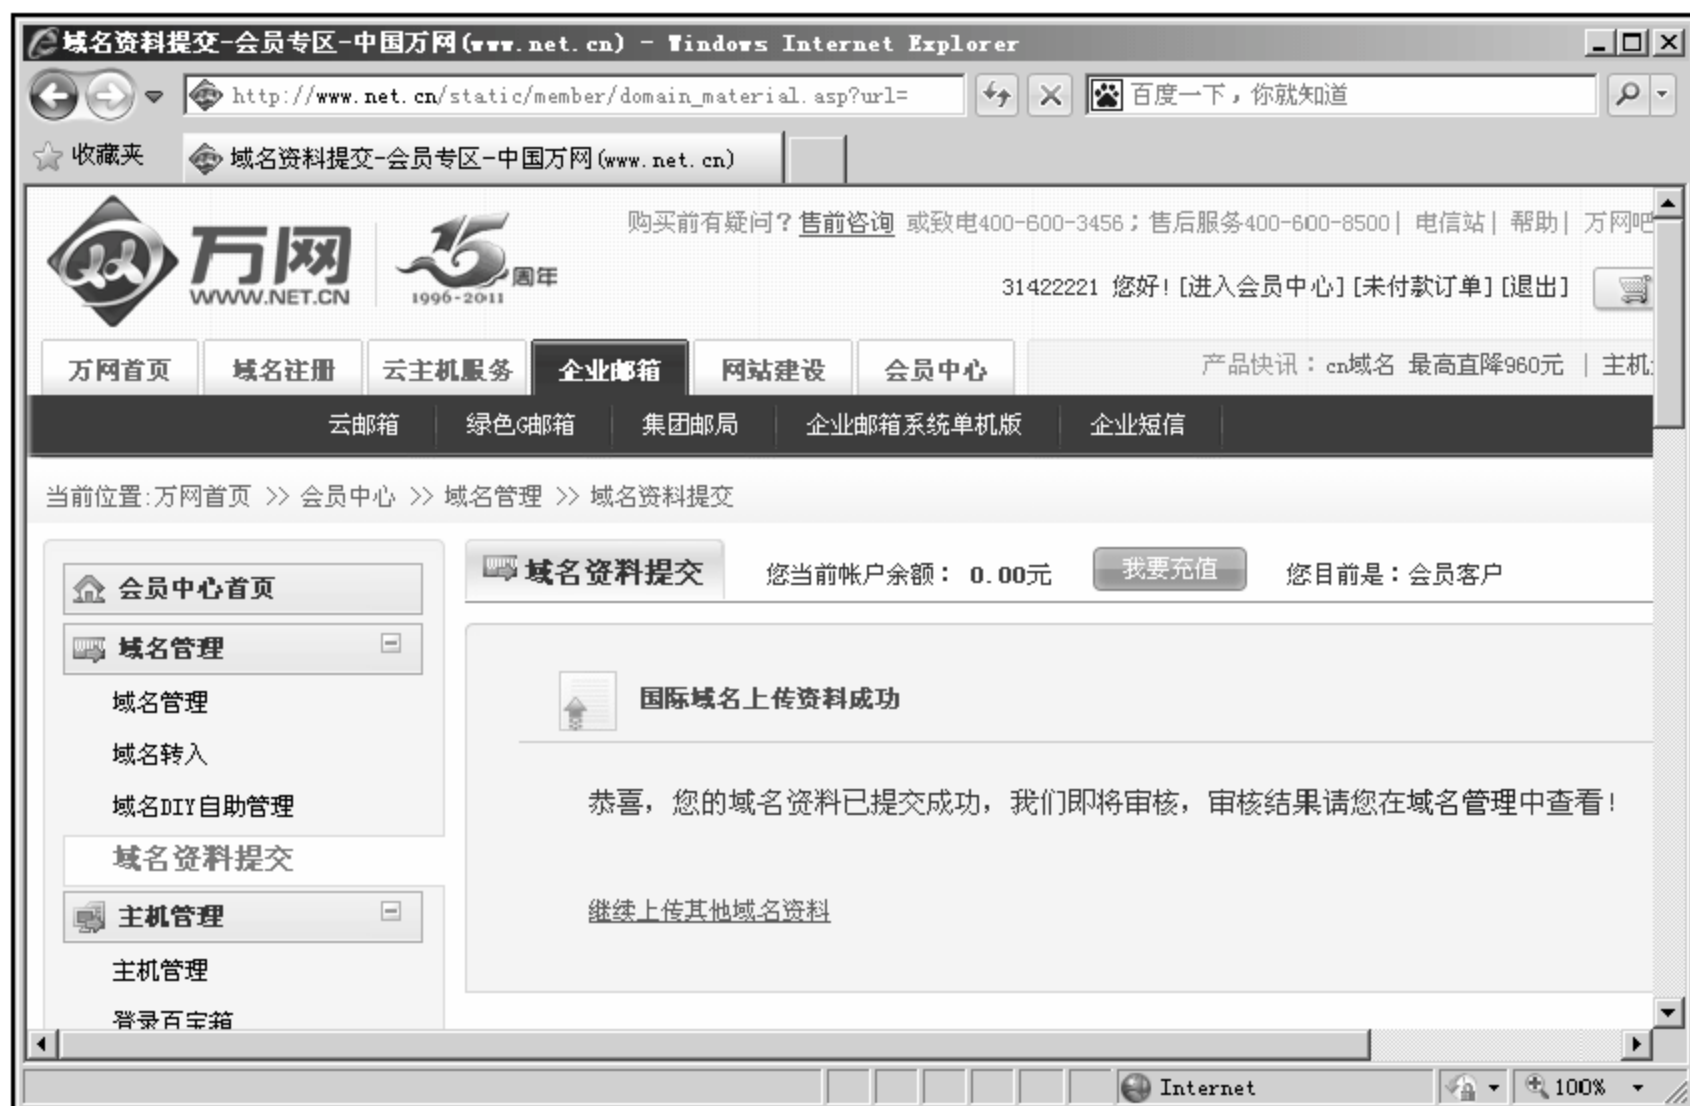 域名资料提交-会员专区-中国万网(www.net.cn) - Windows Internet Explorer
http://www.net.cn/static/member/domain_material.asp?url=
百度一下，你就知道
收藏夹
域名资料提交-会员专区-中国万网(www.net.cn)
万网
WWW.NET.CN
15周年
1996-2011
购买前有疑问？售前咨询 或致电400-600-3456；售后服务400-600-8500| 电信站| 帮助| 万网吧
31422221 您好! [进入会员中心] [未付款订单] [退出]
万网首页 域名注册 云主机服务 企业邮箱 网站建设 会员中心
产品快讯：cn域名 最高直降960元 | 主机
云邮箱 绿色G邮箱 集团邮局 企业邮箱系统单机版 企业短信
当前位置:万网首页 >> 会员中心 >> 域名管理 >> 域名资料提交
会员中心首页
域名管理
域名管理
域名转入
域名DIY自助管理
域名资料提交
主机管理
主机管理
登录百宝箱
域名资料提交 您当前帐户余额： 0.00元 我要充值 您目前是：会员客户
国际域名上传资料成功
恭喜，您的域名资料已提交成功，我们即将审核，审核结果请您在域名管理中查看!
继续上传其他域名资料
Internet
100%